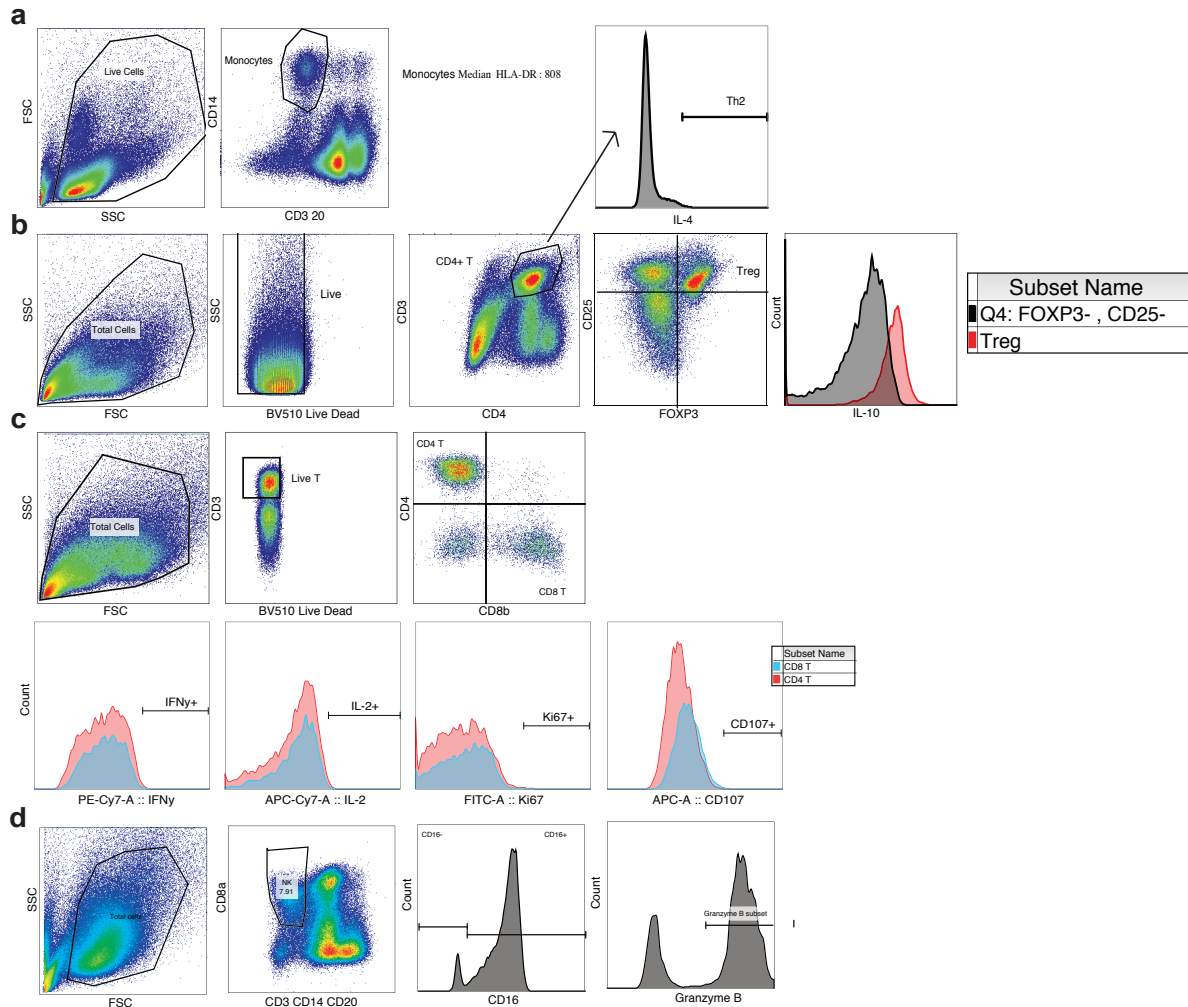 a
Live Cells
FSC
SSC
Monocytes
CD14
CD3 20
Monocytes Median HLA-DR : 808
Th2
IL-4
b
Total Cells
SSC
FSC
Live
SSC
BV510 Live Dead
CD4+ T
CD3
CD4
Treg
CD25
FOXP3
Count
IL-10
Subset Name
Q4: FOXP3- , CD25-
Treg
c
Total Cells
SSC
FSC
Live T
CD3
BV510 Live Dead
CD4 T
CD4
CD8 T
CD8b
Count
IFNy+
PE-Cy7-A :: IFNy
IL-2+
APC-Cy7-A :: IL-2
Ki67+
FITC-A :: Ki67
CD107+
APC-A :: CD107
Subset Name
CD8 T
CD4 T
d
Total cells
SSC
FSC
NK
7.91
CD8a
CD3 CD14 CD20
CD16-
CD16+
Count
CD16
Granzyme B subset
Count
Granzyme B